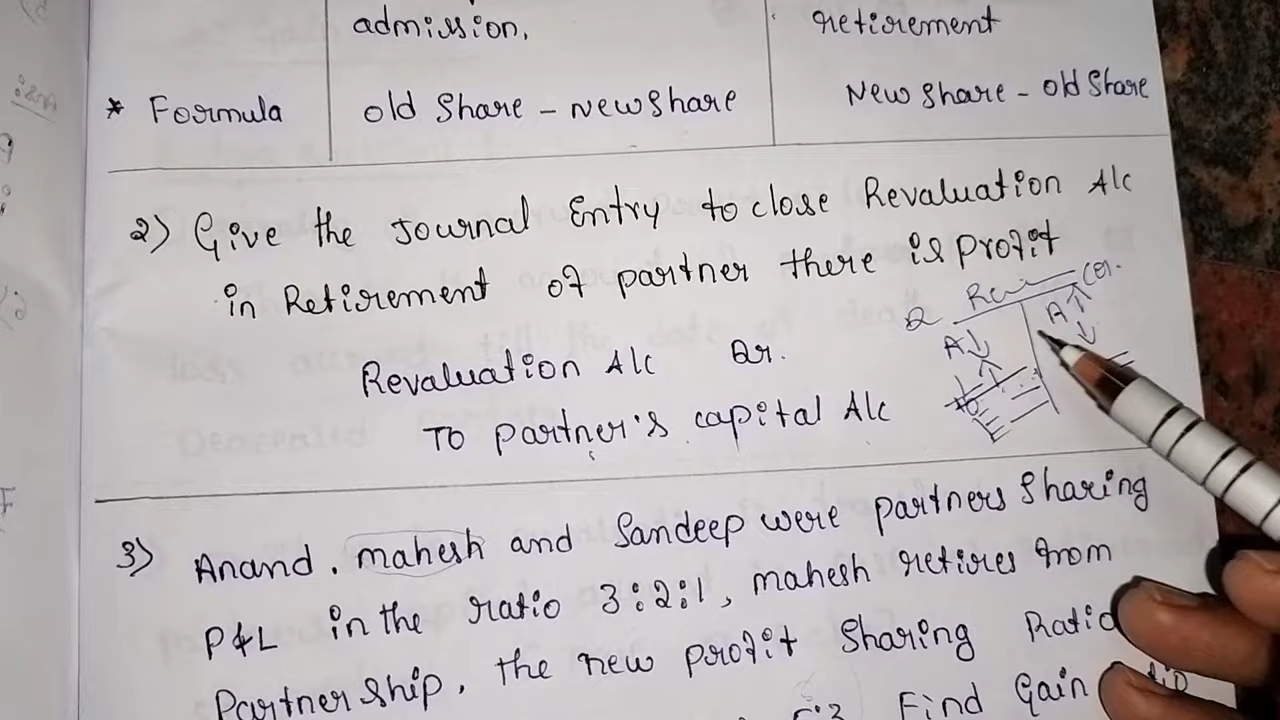 admission.
retirement
* Formula
old Share - New Share
New Share - old Share
2) Give the Journal Entry to close Revaluation A/c
in Retirement of partner there is profit
Revaluation A/c Dr.
To partner's capital A/c
A↓
A↑
3) Anand. mahesh and Sandeep were partners Sharing
P&L in the ratio 3:2:1, mahesh retires from
Partnership. the new profit Sharing Ratio
Find Gain